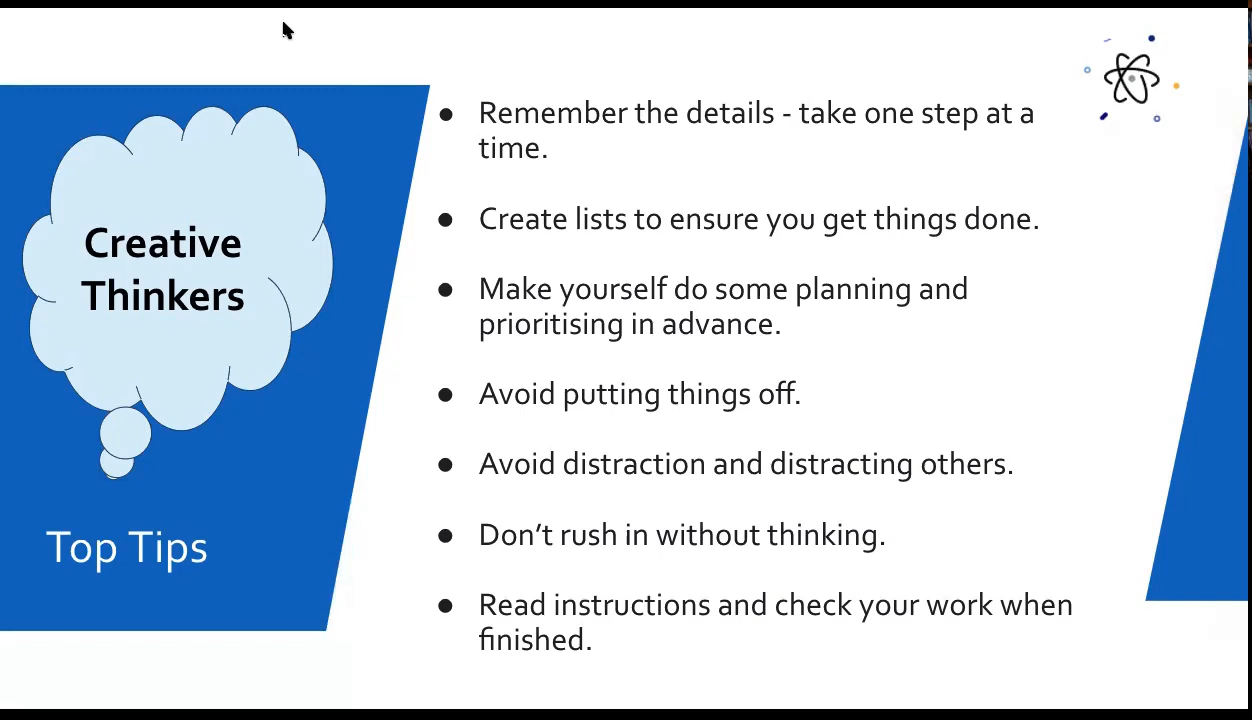 Creative
Thinkers
Top Tips
● Remember the details - take one step at a
time.
● Create lists to ensure you get things done.
● Make yourself do some planning and
prioritising in advance.
● Avoid putting things off.
● Avoid distraction and distracting others.
● Don’t rush in without thinking.
● Read instructions and check your work when
finished.